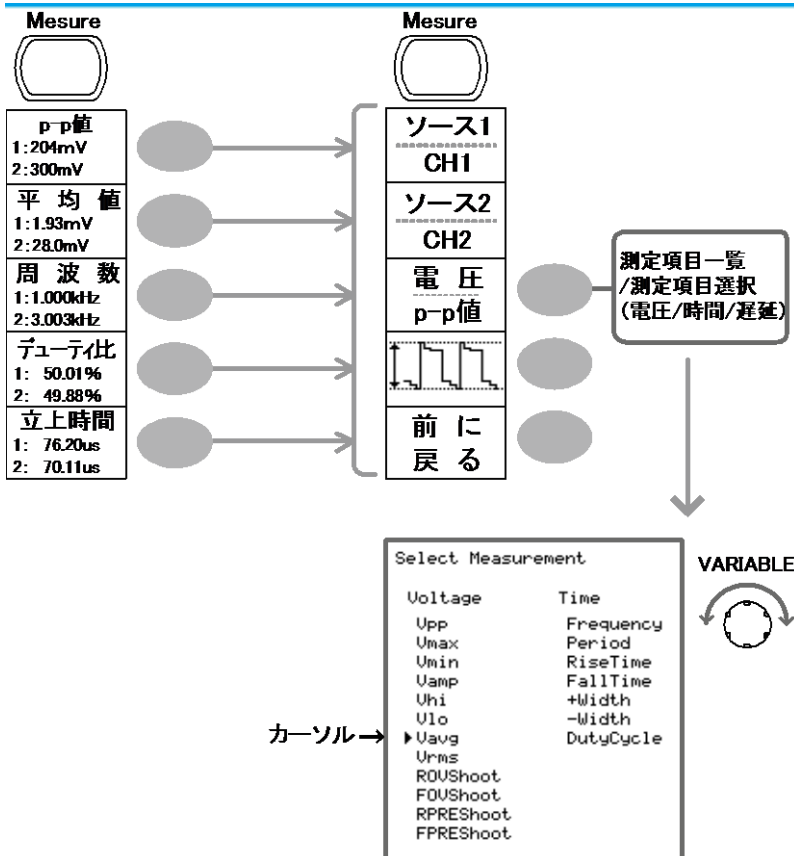 Mesure
p-p値
1:204mV
2:300mV
平均値
1:1.93mV
2:28.0mV
周波数
1:1.000kHz
2:3.003kHz
デューティ比
1: 50.01%
2: 49.88%
立上時間
1: 76.20us
2: 70.11us
Mesure
ソース1
CH1
ソース2
CH2
電圧
p-p値
前に
戻る
測定項目一覧
/測定項目選択
(電圧/時間/遅延)
Select Measurement
Voltage Time
Vpp Frequency
Vmax Period
Vmin RiseTime
Vamp FallTime
Vhi +Width
Vlo -Width
Vavg DutyCycle
Vrms
ROVShoot
FOVShoot
RPREShoot
FPREShoot
カーソル→
VARIABLE